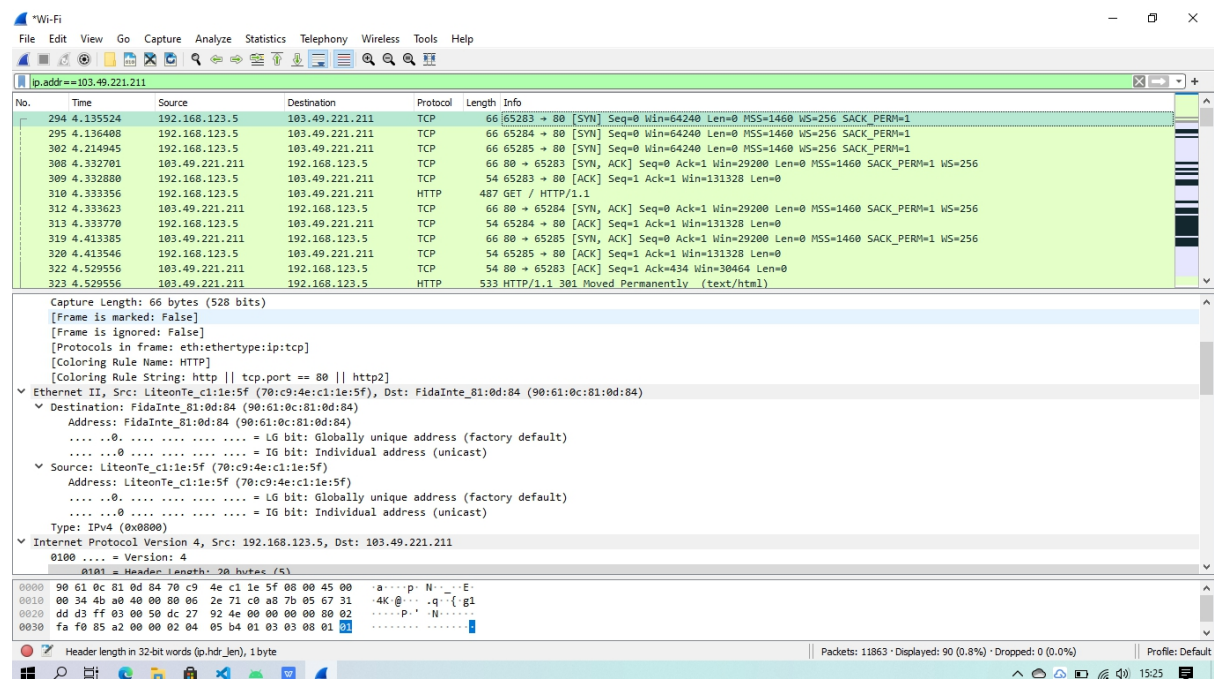 *Wi-Fi
File Edit View Go Capture Analyze Statistics Telephony Wireless Tools Help
ip.addr==103.49.221.211
No. Time Source Destination Protocol Length Info
294 4.135524 192.168.123.5 103.49.221.211 TCP 66 65283 → 80 [SYN] Seq=0 Win=64240 Len=0 MSS=1460 WS=256 SACK_PERM=1
295 4.136408 192.168.123.5 103.49.221.211 TCP 66 65284 → 80 [SYN] Seq=0 Win=64240 Len=0 MSS=1460 WS=256 SACK_PERM=1
302 4.214945 192.168.123.5 103.49.221.211 TCP 66 65285 → 80 [SYN] Seq=0 Win=64240 Len=0 MSS=1460 WS=256 SACK_PERM=1
308 4.332701 103.49.221.211 192.168.123.5 TCP 66 80 → 65283 [SYN, ACK] Seq=0 Ack=1 Win=29200 Len=0 MSS=1460 SACK_PERM=1 WS=256
309 4.332880 192.168.123.5 103.49.221.211 TCP 54 65283 → 80 [ACK] Seq=1 Ack=1 Win=131328 Len=0
310 4.333356 192.168.123.5 103.49.221.211 HTTP 487 GET / HTTP/1.1
312 4.333623 103.49.221.211 192.168.123.5 TCP 66 80 → 65284 [SYN, ACK] Seq=0 Ack=1 Win=29200 Len=0 MSS=1460 SACK_PERM=1 WS=256
313 4.333770 192.168.123.5 103.49.221.211 TCP 54 65284 → 80 [ACK] Seq=1 Ack=1 Win=131328 Len=0
319 4.413385 103.49.221.211 192.168.123.5 TCP 66 80 → 65285 [SYN, ACK] Seq=0 Ack=1 Win=29200 Len=0 MSS=1460 SACK_PERM=1 WS=256
320 4.413546 192.168.123.5 103.49.221.211 TCP 54 65285 → 80 [ACK] Seq=1 Ack=1 Win=131328 Len=0
322 4.529556 103.49.221.211 192.168.123.5 TCP 54 80 → 65283 [ACK] Seq=1 Ack=434 Win=30464 Len=0
323 4.529556 103.49.221.211 192.168.123.5 HTTP 533 HTTP/1.1 301 Moved Permanently (text/html)
Capture Length: 66 bytes (528 bits)
[Frame is marked: False]
[Frame is ignored: False]
[Protocols in frame: eth:ethertype:ip:tcp]
[Coloring Rule Name: HTTP]
[Coloring Rule String: http || tcp.port == 80 || http2]
Ethernet II, Src: LiteonTe_c1:1e:5f (70:c9:4e:c1:1e:5f), Dst: FidaInte_81:0d:84 (90:61:0c:81:0d:84)
Destination: FidaInte_81:0d:84 (90:61:0c:81:0d:84)
Address: FidaInte_81:0d:84 (90:61:0c:81:0d:84)
.... ..0. .... .... .... .... = LG bit: Globally unique address (factory default)
.... ...0 .... .... .... .... = IG bit: Individual address (unicast)
Source: LiteonTe_c1:1e:5f (70:c9:4e:c1:1e:5f)
Address: LiteonTe_c1:1e:5f (70:c9:4e:c1:1e:5f)
.... ..0. .... .... .... .... = LG bit: Globally unique address (factory default)
.... ...0 .... .... .... .... = IG bit: Individual address (unicast)
Type: IPv4 (0x0800)
Internet Protocol Version 4, Src: 192.168.123.5, Dst: 103.49.221.211
0100 .... = Version: 4
.... 0101 = Header Length: 20 bytes (5)
0000 90 61 0c 81 0d 84 70 c9 4e c1 1e 5f 08 00 45 00 ·a····p· N··_··E·
0010 00 34 4b a0 40 00 80 06 2e 71 c0 a8 7b 05 67 31 ·4K·@··· .q··{·g1
0020 dd d3 ff 03 00 50 dc 27 92 4e 00 00 00 00 80 02 ·····P·' ·N······
0030 fa f0 85 a2 00 00 02 04 05 b4 01 03 03 08 01 01 ········ ········
Header length in 32-bit words (ip.hdr_len), 1 byte Packets: 11863 · Displayed: 90 (0.8%) · Dropped: 0 (0.0%) Profile: Default
15:25